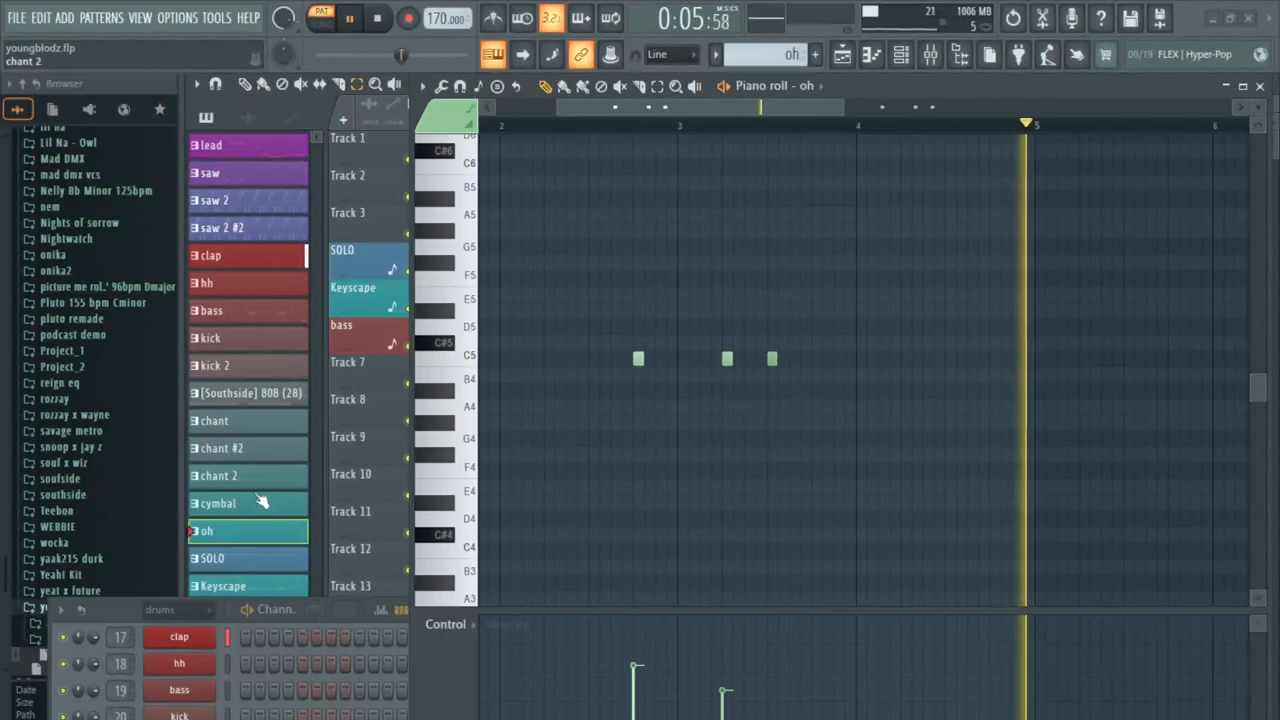 FILE EDIT ADD PATTERNS VIEW OPTIONS TOOLS HELP
PAT
170.000
3.2
0:05:58
M:S:CS
21
1006 MB
5
youngblodz.flp
chant 2
Line
oh
09/19 FLEX | Hyper-Pop
Browser
Piano roll - oh
lil na
Lil Na - Owl
Mad DMX
mad dmx vcs
Nelly Bb Minor 125bpm
nem
Nights of sorrow
Nightwatch
onika
onika2
picture me rol..' 96bpm Dmajor
Pluto 155 bpm Cminor
pluto remade
podcast demo
Project_1
Project_2
reign eq
rozzay
rozzay x wayne
savage metro
snoop x jay z
souf x wiz
soufside
southside
Teebon
WEBBIE
wocka
yaak215 durk
Yeah! Kit
yeat x future
Date
Size
Path
lead
saw
saw 2
saw 2 #2
clap
hh
bass
kick
kick 2
[Southside] 808 (28)
chant
chant #2
chant 2
cymbal
oh
SOLO
Keyscape
Track 1
Track 2
Track 3
SOLO
Keyscape
bass
Track 7
Track 8
Track 9
Track 10
Track 11
Track 12
Track 13
2 3 4 5 6
D6
C#6
C6
B5
A5
G5
F5
E5
D5
C#5
C5
B4
A4
G4
F4
E4
D4
C#4
C4
B3
A3
drums
Chann..
17 clap
18 hh
19 bass
20 kick
Control
Velocity